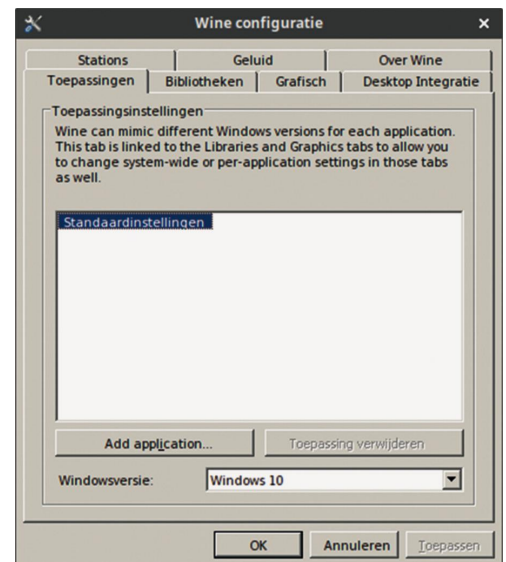 Wine configuratie
Stations Geluid Over Wine
Toepassingen Bibliotheken Grafisch Desktop Integratie
Toepassingsinstellingen
Wine can mimic different Windows versions for each application.
This tab is linked to the Libraries and Graphics tabs to allow you
to change system-wide or per-application settings in those tabs
as well.
Standaardinstellingen
Add application... Toepassing verwijderen
Windowsversie: Windows 10
OK Annuleren Toepassen